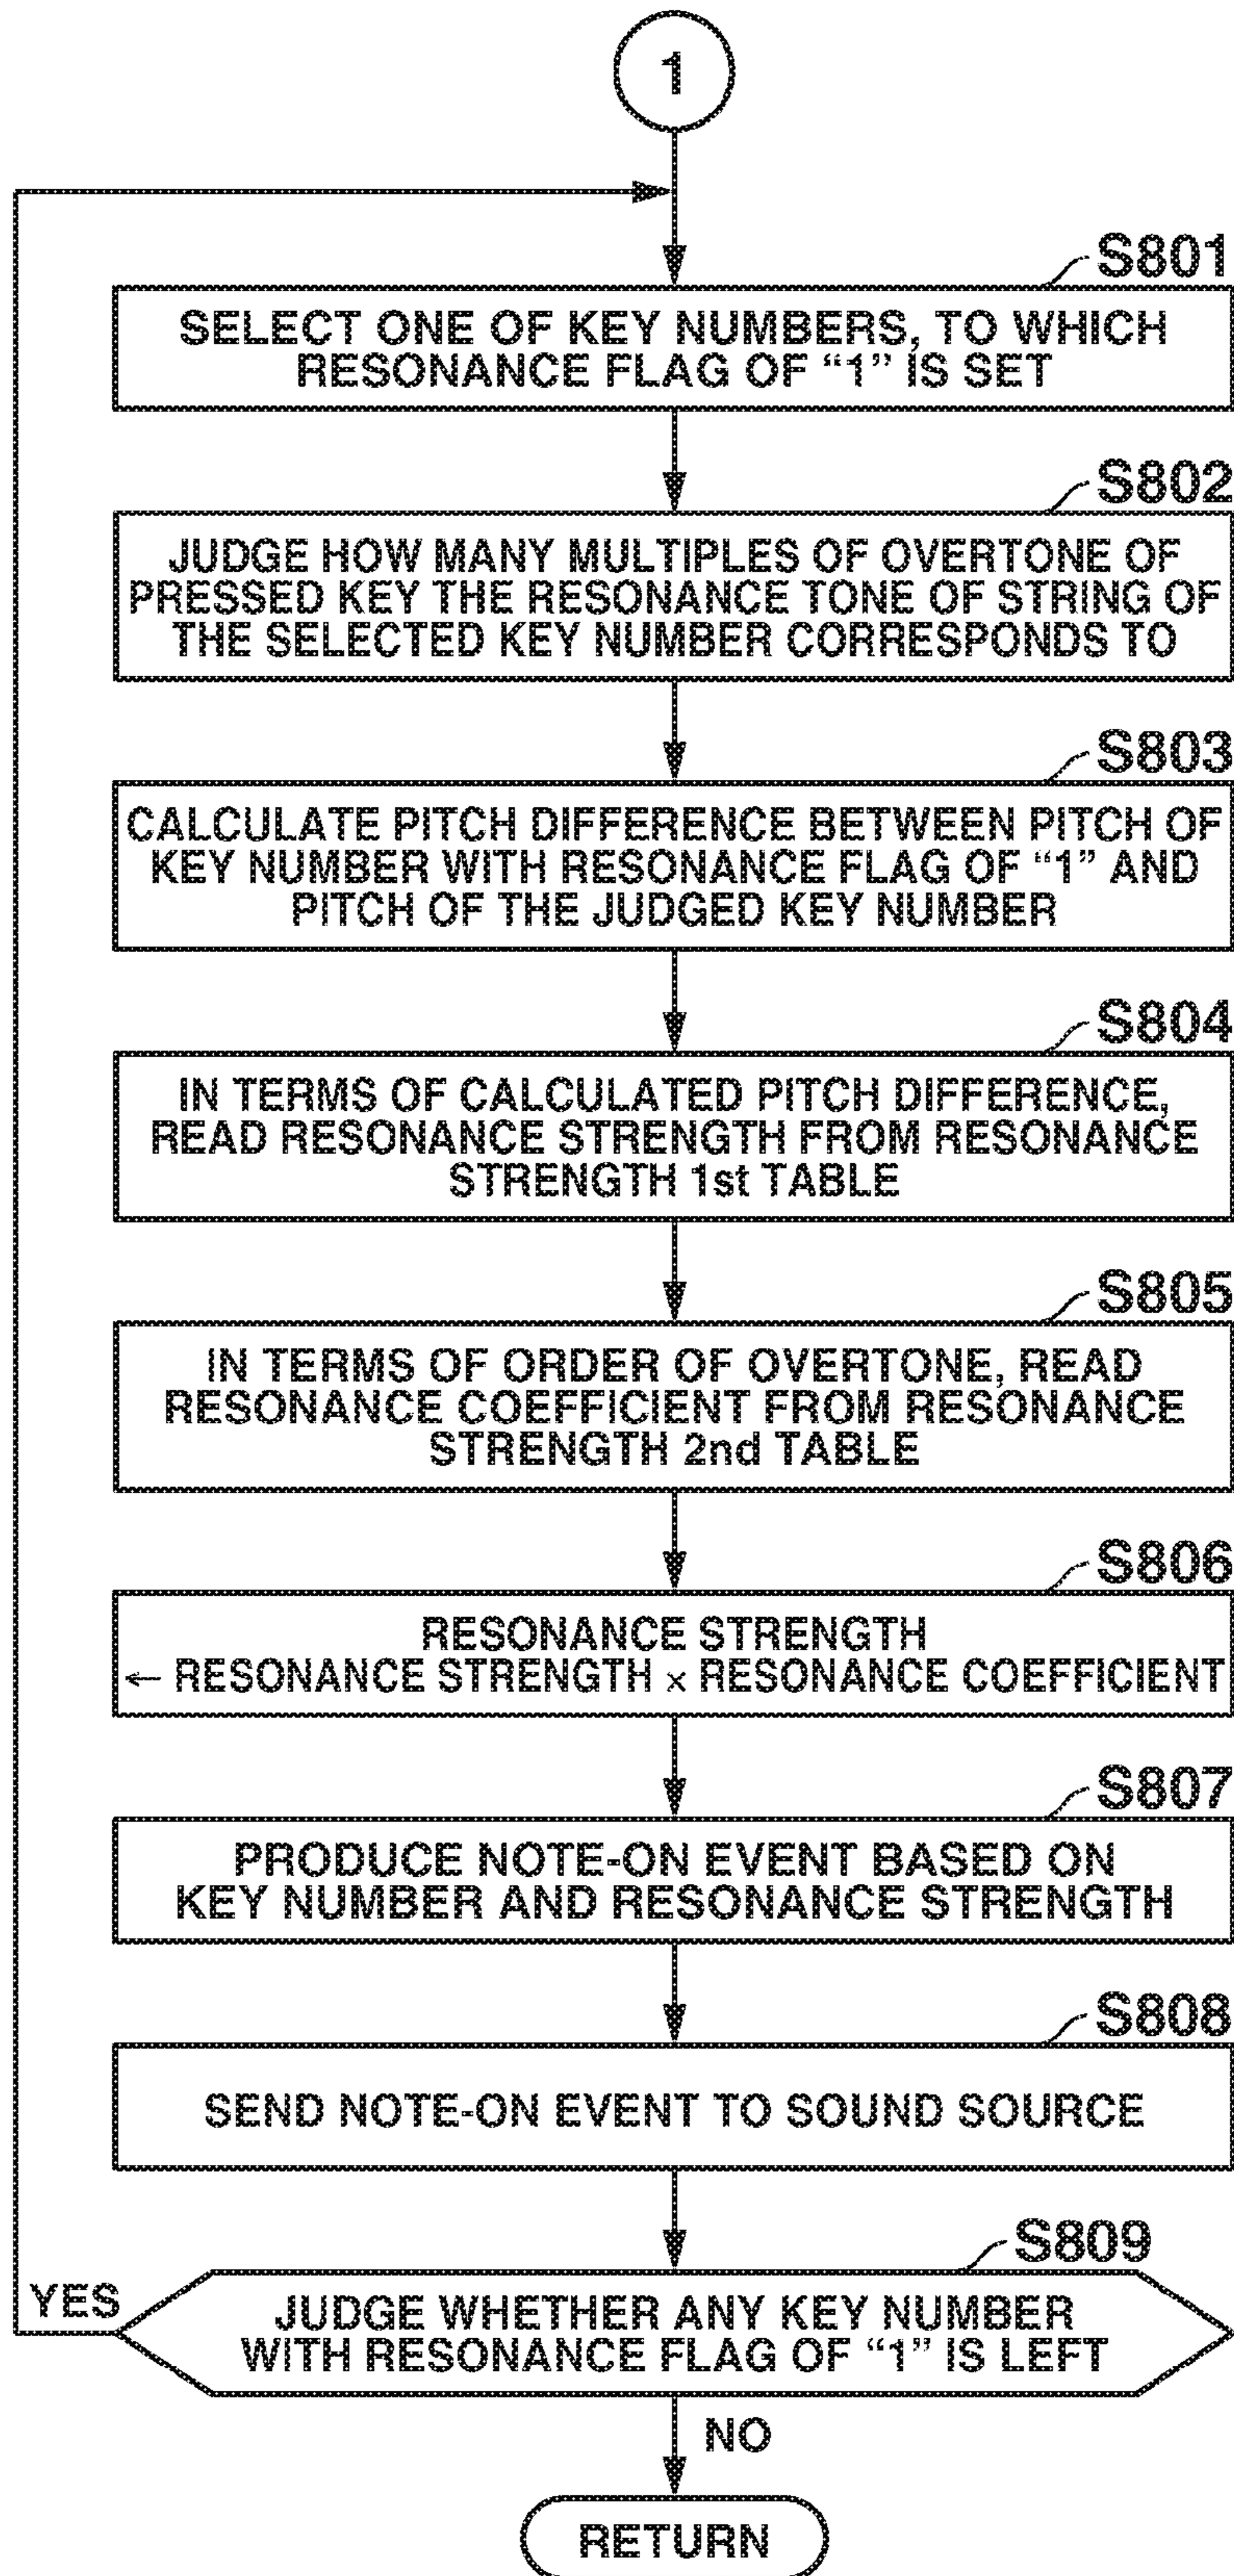 1
S801
SELECT ONE OF KEY NUMBERS, TO WHICH
RESONANCE FLAG OF “1” IS SET
S802
JUDGE HOW MANY MULTIPLES OF OVERTONE OF
PRESSED KEY THE RESONANCE TONE OF STRING OF
THE SELECTED KEY NUMBER CORRESPONDS TO
S803
CALCULATE PITCH DIFFERENCE BETWEEN PITCH OF
KEY NUMBER WITH RESONANCE FLAG OF “1” AND
PITCH OF THE JUDGED KEY NUMBER
S804
IN TERMS OF CALCULATED PITCH DIFFERENCE,
READ RESONANCE STRENGTH FROM RESONANCE
STRENGTH 1st TABLE
S805
IN TERMS OF ORDER OF OVERTONE, READ
RESONANCE COEFFICIENT FROM RESONANCE
STRENGTH 2nd TABLE
S806
RESONANCE STRENGTH
← RESONANCE STRENGTH × RESONANCE COEFFICIENT
S807
PRODUCE NOTE-ON EVENT BASED ON
KEY NUMBER AND RESONANCE STRENGTH
S808
SEND NOTE-ON EVENT TO SOUND SOURCE
S809
YES
JUDGE WHETHER ANY KEY NUMBER
WITH RESONANCE FLAG OF “1” IS LEFT
NO
RETURN